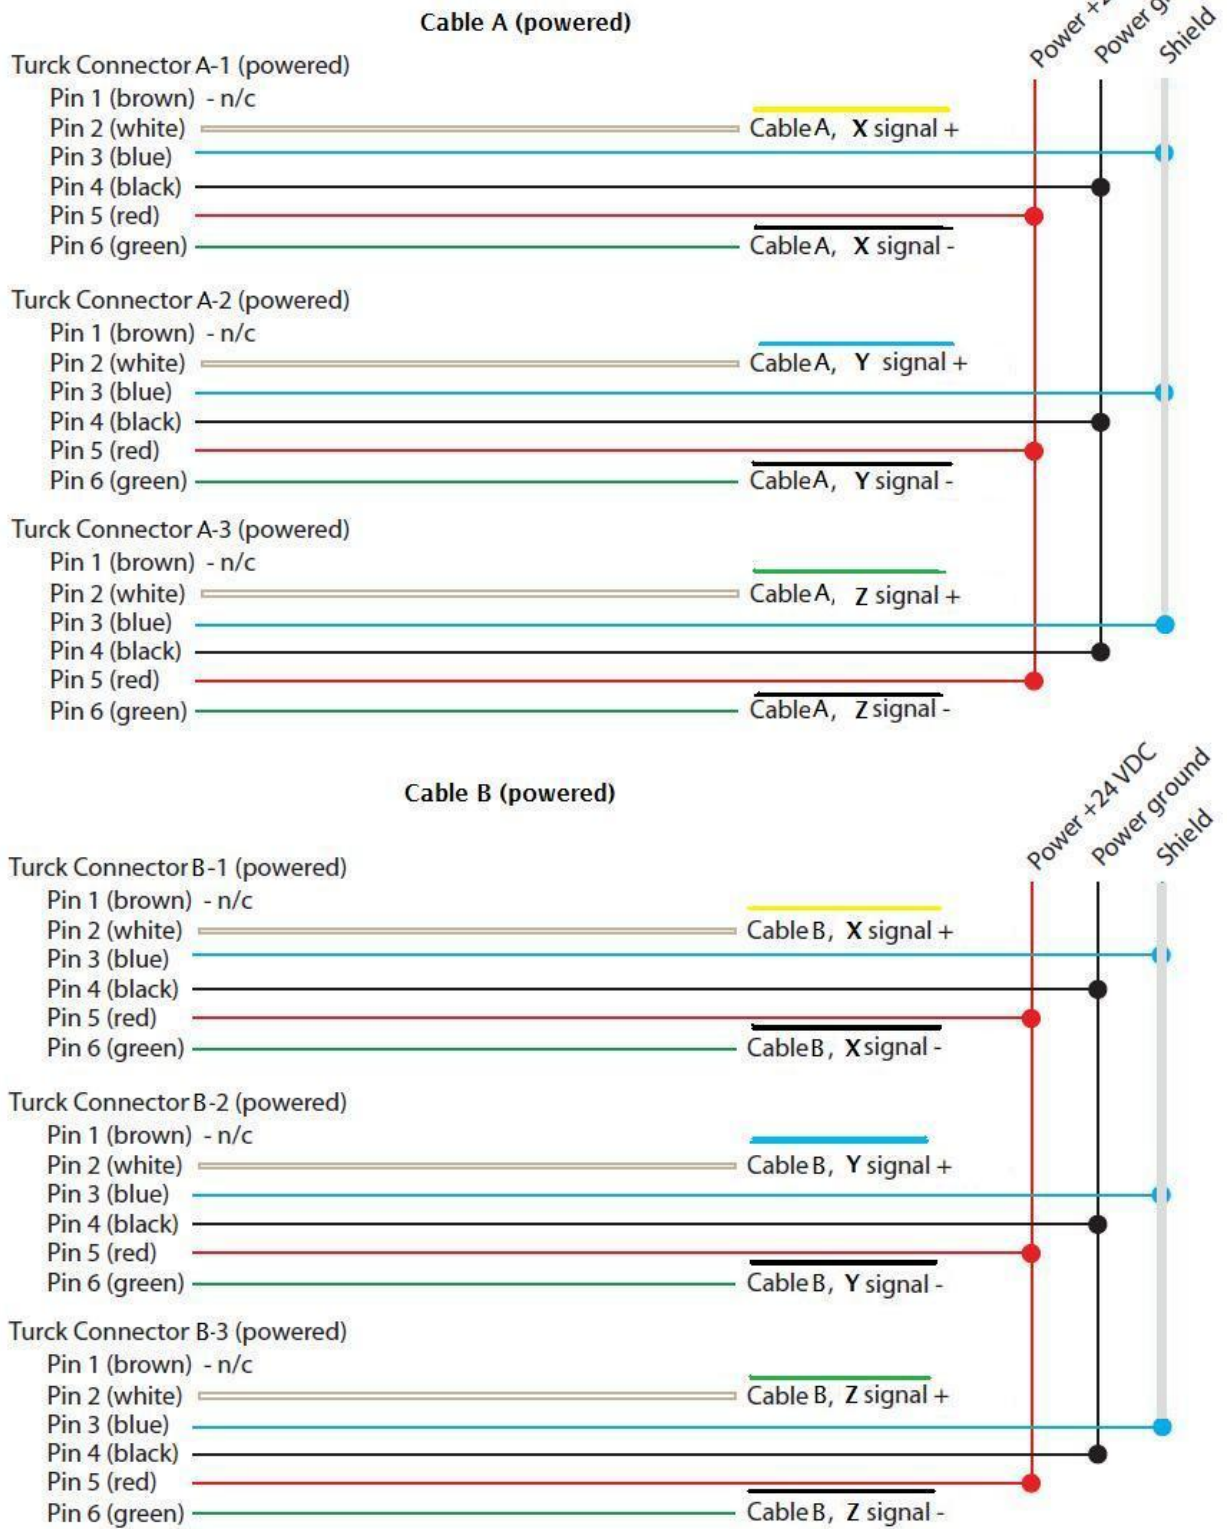 Cable A (powered)
Power +2
Power g
Shield
Turck Connector A-1 (powered)
Pin 1 (brown) - n/c
Pin 2 (white) Cable A, X signal +
Pin 3 (blue)
Pin 4 (black)
Pin 5 (red)
Pin 6 (green) Cable A, X signal -
Turck Connector A-2 (powered)
Pin 1 (brown) - n/c
Pin 2 (white) Cable A, Y signal +
Pin 3 (blue)
Pin 4 (black)
Pin 5 (red)
Pin 6 (green) Cable A, Y signal -
Turck Connector A-3 (powered)
Pin 1 (brown) - n/c
Pin 2 (white) Cable A, Z signal +
Pin 3 (blue)
Pin 4 (black)
Pin 5 (red)
Pin 6 (green) Cable A, Z signal -
Cable B (powered)
Power +24 VDC
Power ground
Shield
Turck Connector B-1 (powered)
Pin 1 (brown) - n/c
Pin 2 (white) Cable B, X signal +
Pin 3 (blue)
Pin 4 (black)
Pin 5 (red)
Pin 6 (green) Cable B, X signal -
Turck Connector B-2 (powered)
Pin 1 (brown) - n/c
Pin 2 (white) Cable B, Y signal +
Pin 3 (blue)
Pin 4 (black)
Pin 5 (red)
Pin 6 (green) Cable B, Y signal -
Turck Connector B-3 (powered)
Pin 1 (brown) - n/c
Pin 2 (white) Cable B, Z signal +
Pin 3 (blue)
Pin 4 (black)
Pin 5 (red)
Pin 6 (green) Cable B, Z signal -